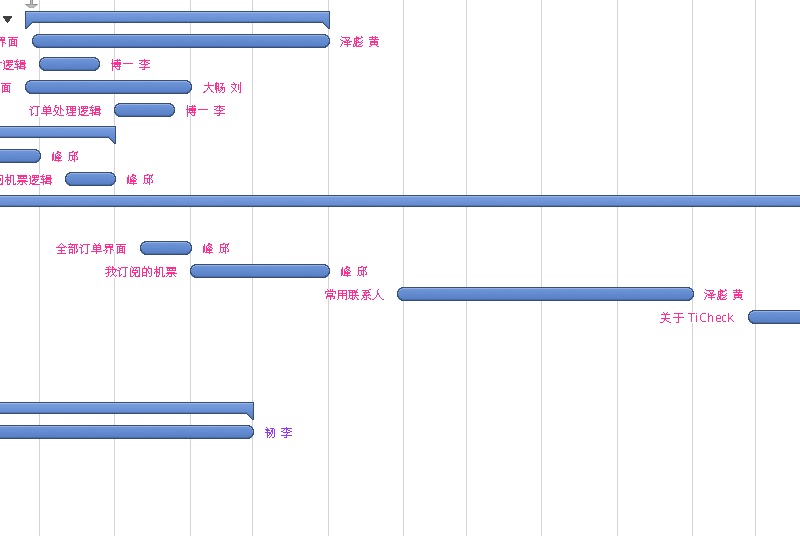 界面 泽彪 黄
逻辑 博一 李
面 大畅 刘
订单处理逻辑 博一 李
峰 邱
机票逻辑 峰 邱
全部订单界面 峰 邱
我订阅的机票 峰 邱
常用联系人 泽彪 黄
关于 TiCheck
韧 李